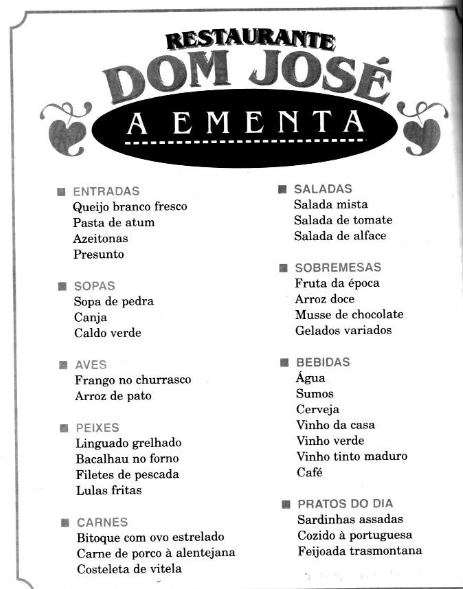 RESTAURANTE
DOM JOSÉ
A EMENTA
ENTRADAS
Queijo branco fresco
Pasta de atum
Azeitonas
Presunto
SOPAS
Sopa de pedra
Canja
Caldo verde
AVES
Frango no churrasco
Arroz de pato
PEIXES
Linguado grelhado
Bacalhau no forno
Filetes de pescada
Lulas fritas
CARNES
Bitoque com ovo estrelado
Carne de porco à alentejana
Costeleta de vitela
SALADAS
Salada mista
Salada de tomate
Salada de alface
SOBREMESAS
Fruta da época
Arroz doce
Musse de chocolate
Gelados variados
BEBIDAS
Água
Sumos
Cerveja
Vinho da casa
Vinho verde
Vinho tinto maduro
Café
PRATOS DO DIA
Sardinhas assadas
Cozido à portuguesa
Feijoada trasmontana